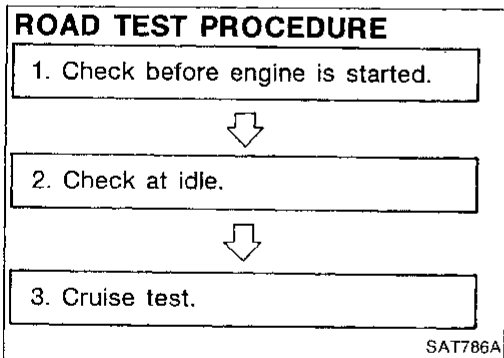 ROAD TEST PROCEDURE
1. Check before engine is started.
2. Check at idle.
3. Cruise test.
SAT786A